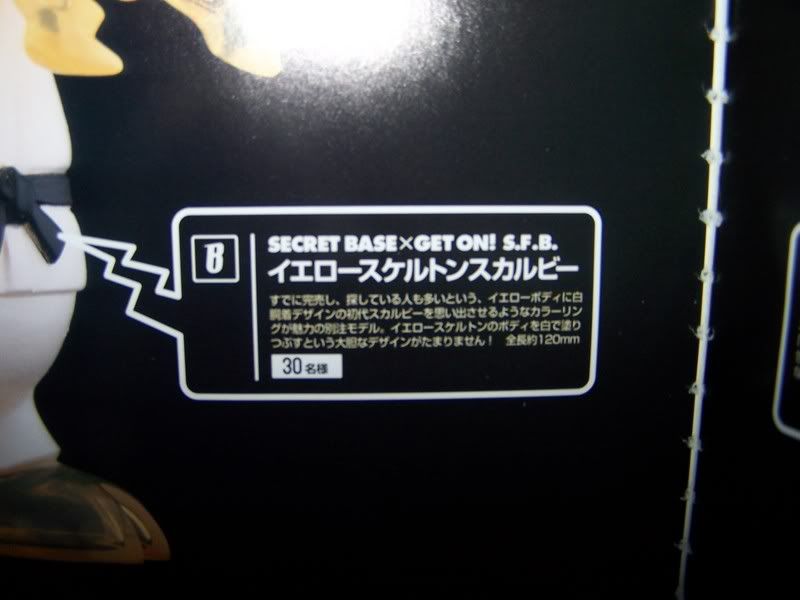 B
SECRET BASE×GET ON! S.F.B.
イエロースケルトンスカルビー
すでに完売し、探している人も多いという、イエローボディに白
胴着デザインの初代スカルビーを思い出させるようなカラーリン
グが魅力の別注モデル。イエロースケルトンのボディを白で塗り
つぶすという大胆なデザインがたまりません！ 全長約120mm
30名様